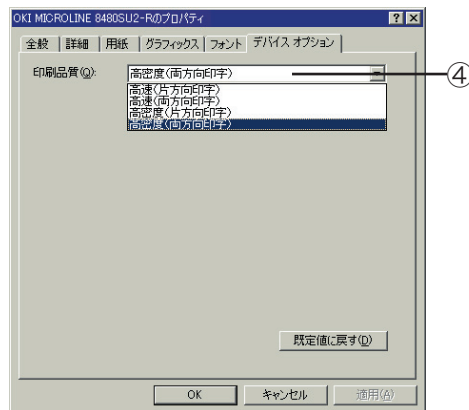 OKI MICROLINE 8480SU2-Rのプロパティ
全般 詳細 用紙 グラフィックス フォント デバイス オプション
印刷品質(Q): 高密度(両方向印字) ④
高速(片方向印字)
高速(両方向印字)
高密度(片方向印字)
高密度(両方向印字)
既定値に戻す(D)
OK キャンセル 適用(A)